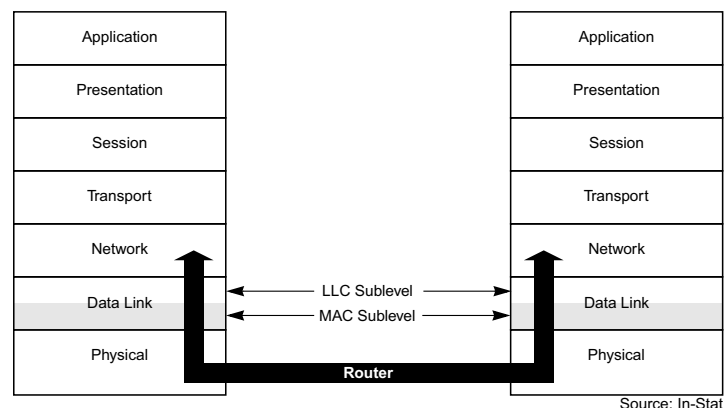 Application
Presentation
Session
Transport
Network
Data Link
Physical
LLC Sublevel
MAC Sublevel
Router
Application
Presentation
Session
Transport
Network
Data Link
Physical
Source: In-Stat